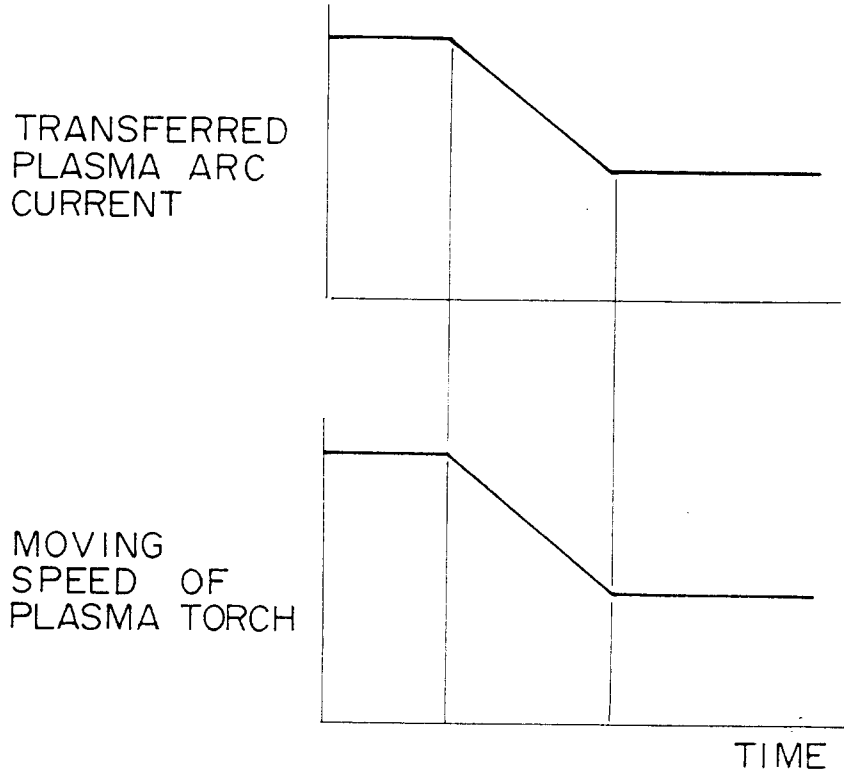 TRANSFERRED
PLASMA ARC
CURRENT
MOVING
SPEED OF
PLASMA TORCH
TIME